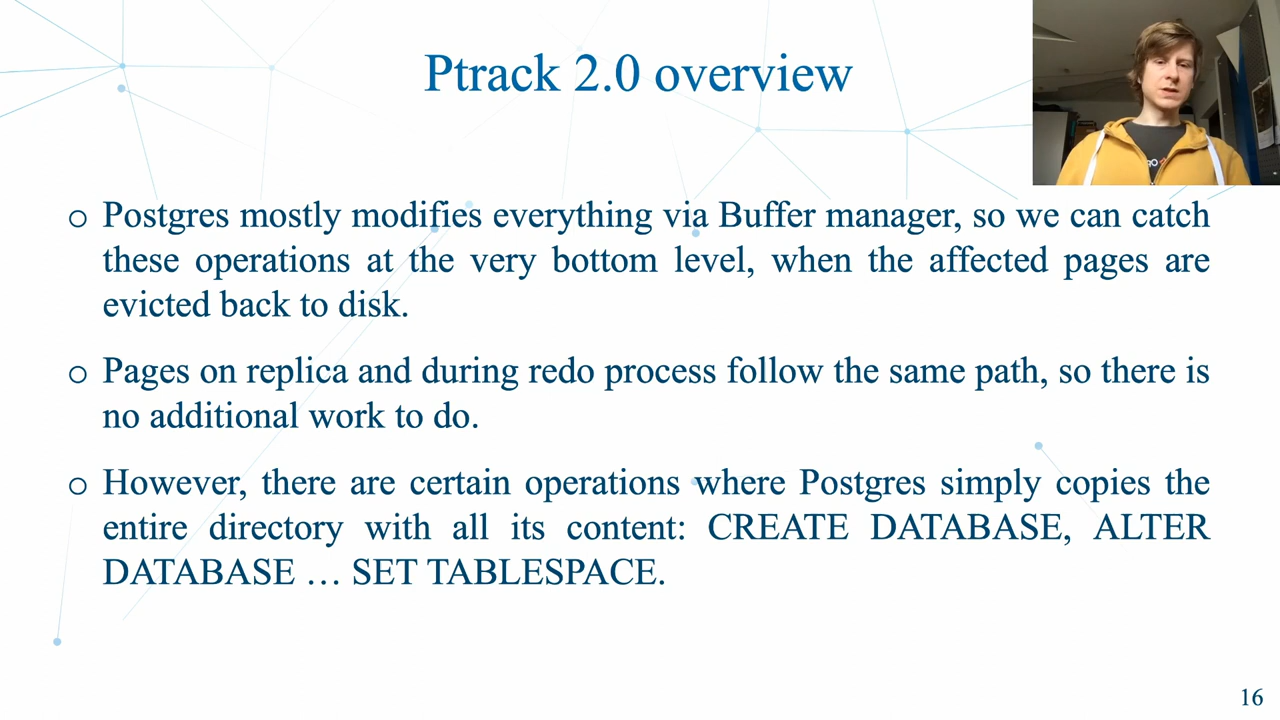 Ptrack 2.0 overview
○ Postgres mostly modifies everything via Buffer manager, so we can catch
these operations at the very bottom level, when the affected pages are
evicted back to disk.
○ Pages on replica and during redo process follow the same path, so there is
no additional work to do.
○ However, there are certain operations where Postgres simply copies the
entire directory with all its content: CREATE DATABASE, ALTER
DATABASE … SET TABLESPACE.
16